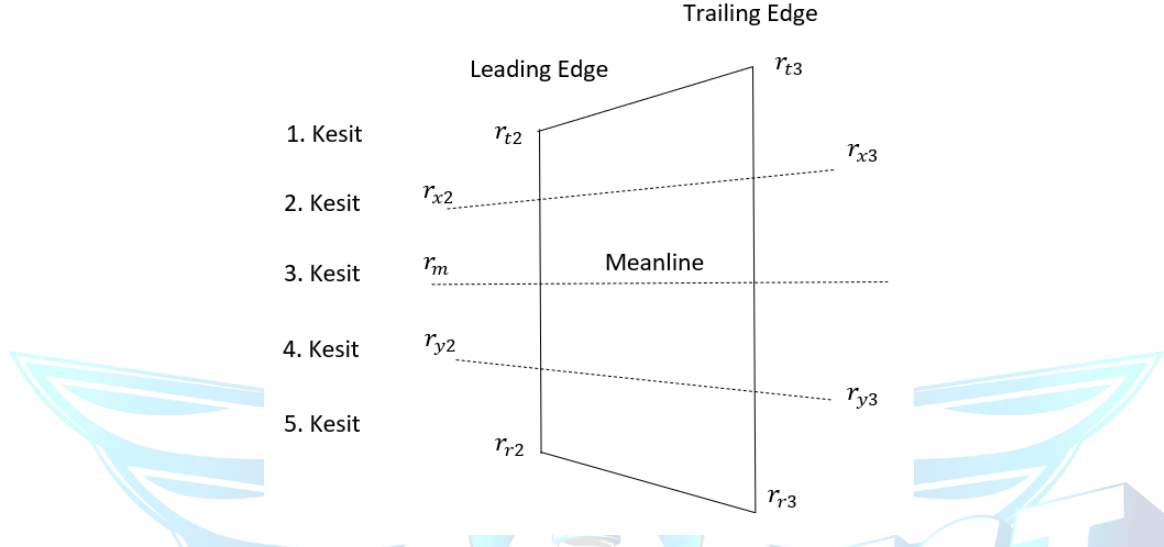 Trailing Edge
Leading Edge
r_t3
1. Kesit
r_t2
r_x3
2. Kesit
r_x2
3. Kesit
r_m
Meanline
4. Kesit
r_y2
r_y3
5. Kesit
r_r2
r_r3